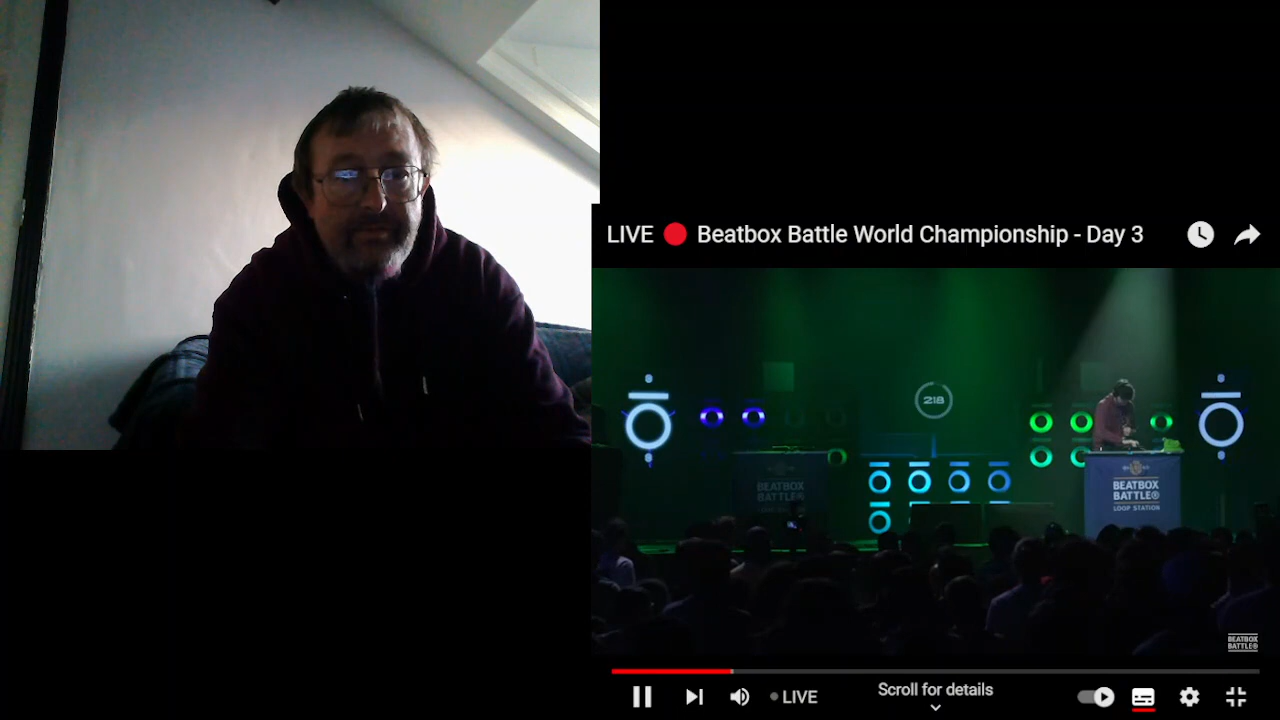 LIVE 🔴 Beatbox Battle World Championship - Day 3
218
BEATBOX
BATTLE®
BEATBOX
BATTLE®
LOOP STATION
BEATBOX
BATTLE®
LIVE
Scroll for details